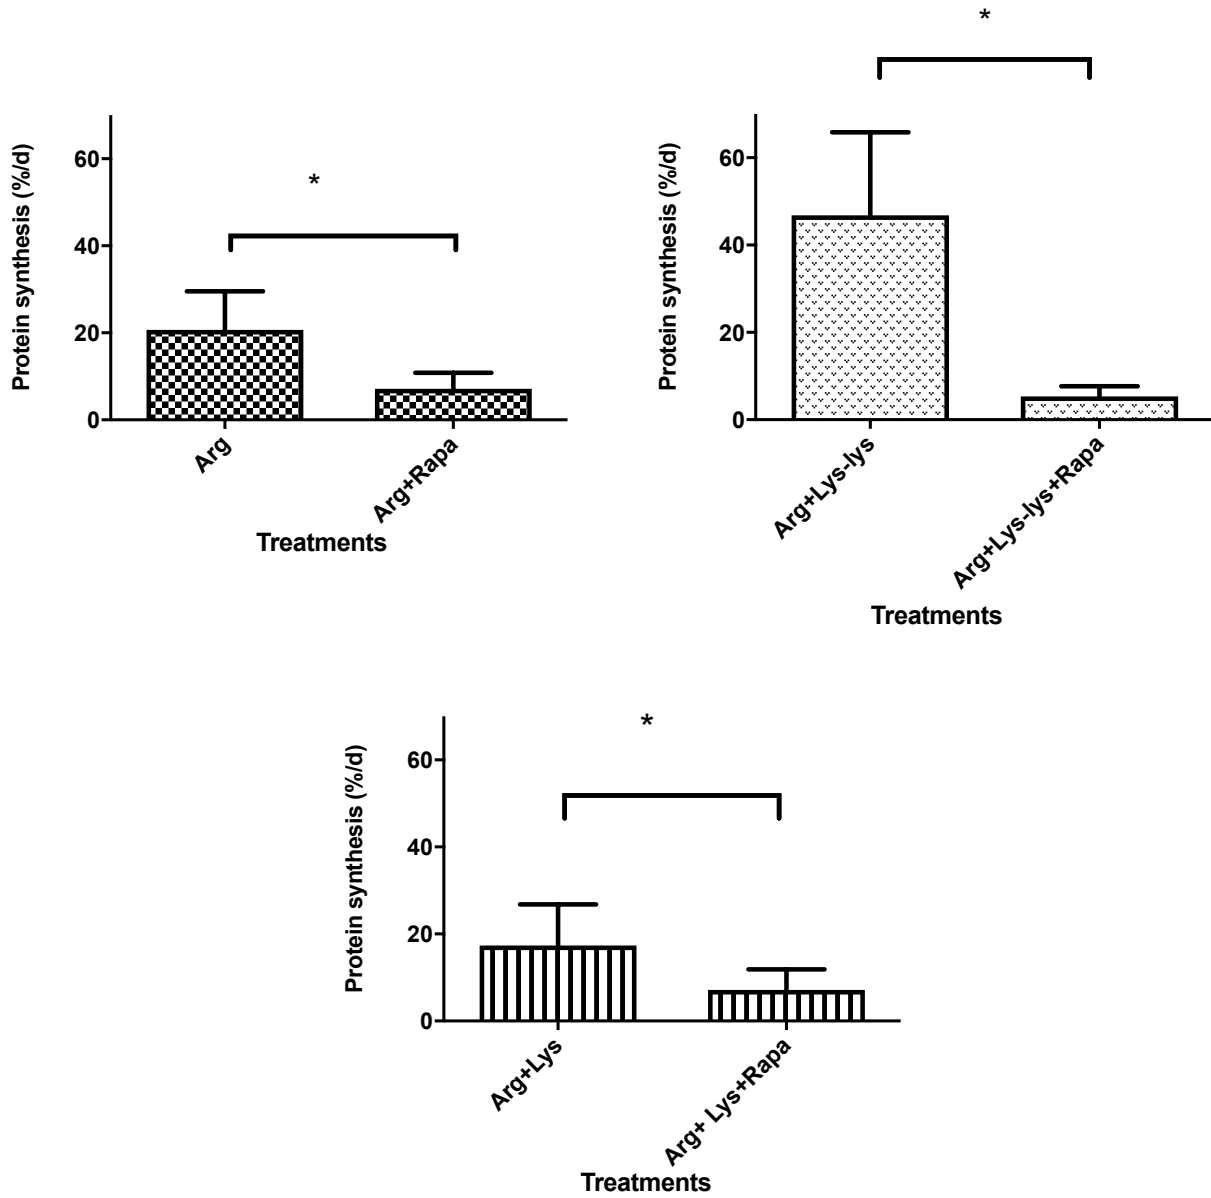 *
Protein synthesis (%/d)
60
40
20
0
Arg
Arg+Rapa
Treatments
*
Protein synthesis (%/d)
60
40
20
0
Arg+Lys-lys
Arg+Lys-lys+Rapa
Treatments
*
Protein synthesis (%/d)
60
40
20
0
Arg+Lys
Arg+ Lys+Rapa
Treatments